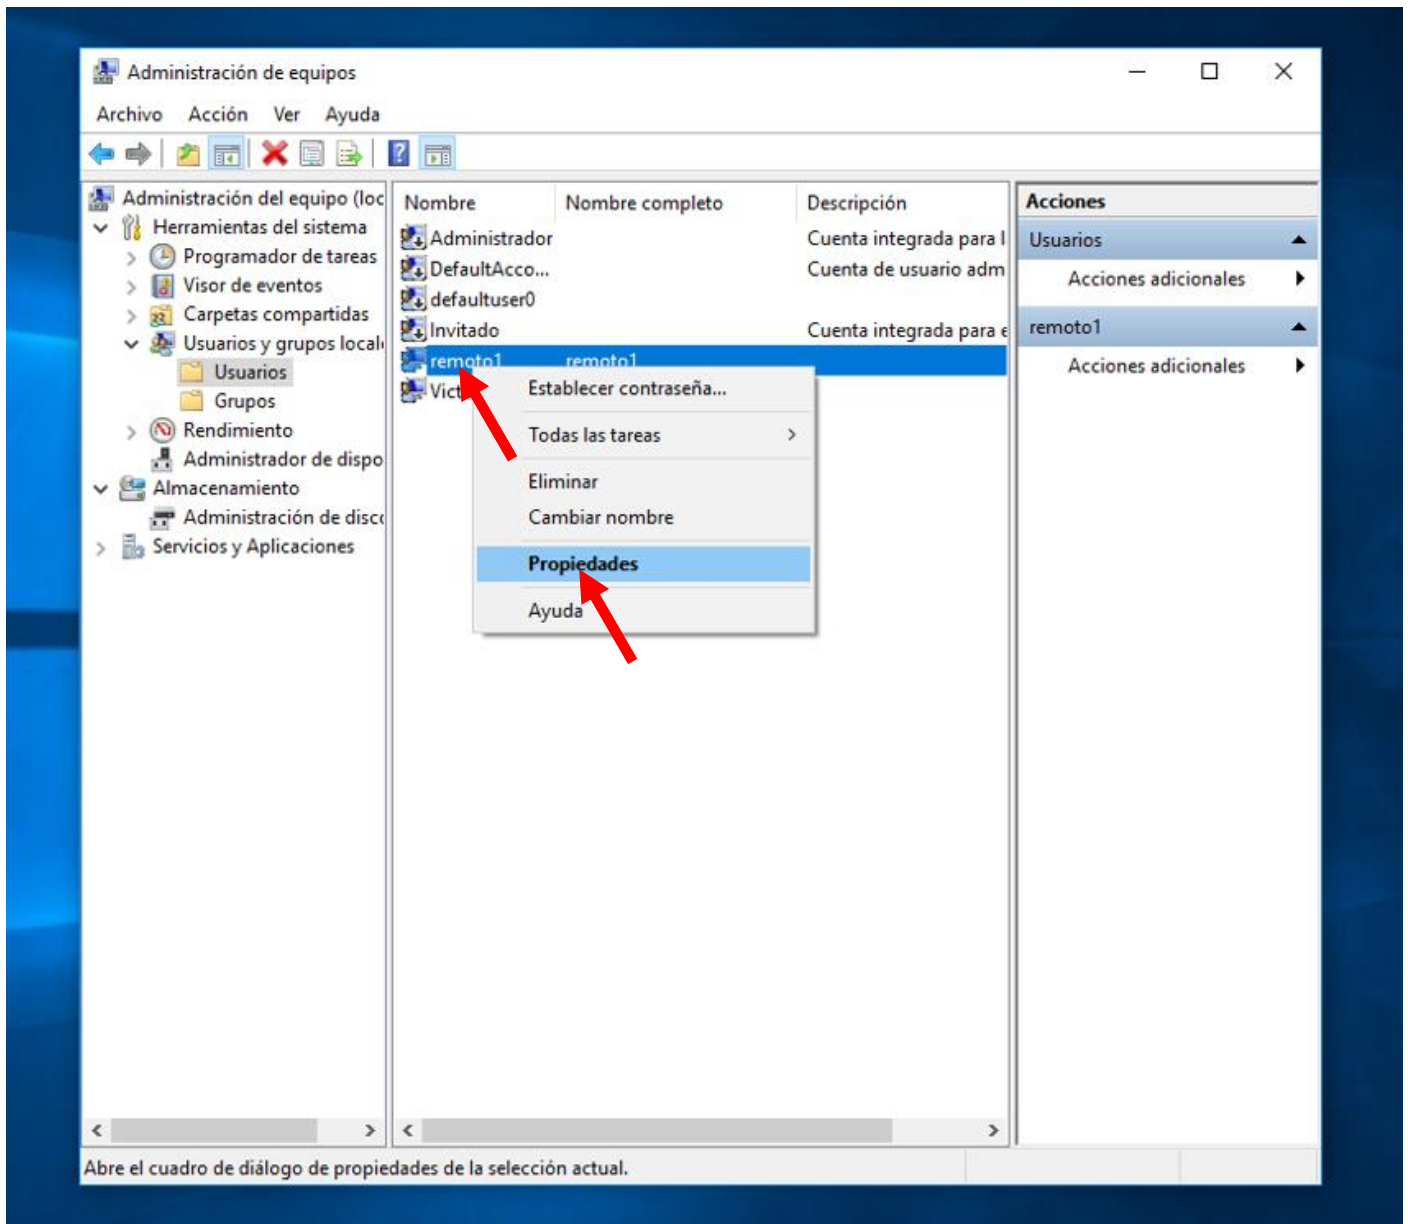 Administración de equipos
Archivo Acción Ver Ayuda
Administración del equipo (loc
Herramientas del sistema
Programador de tareas
Visor de eventos
Carpetas compartidas
Usuarios y grupos local
Usuarios
Grupos
Rendimiento
Administrador de dispo
Almacenamiento
Administración de disc
Servicios y Aplicaciones
Nombre Nombre completo Descripción
Administrador Cuenta integrada para l
DefaultAcco... Cuenta de usuario adm
defaultuser0
Invitado Cuenta integrada para e
remoto1 remoto1
Vict
Establecer contraseña...
Todas las tareas
Eliminar
Cambiar nombre
Propiedades
Ayuda
Acciones
Usuarios
Acciones adicionales
remoto1
Acciones adicionales
Abre el cuadro de diálogo de propiedades de la selección actual.